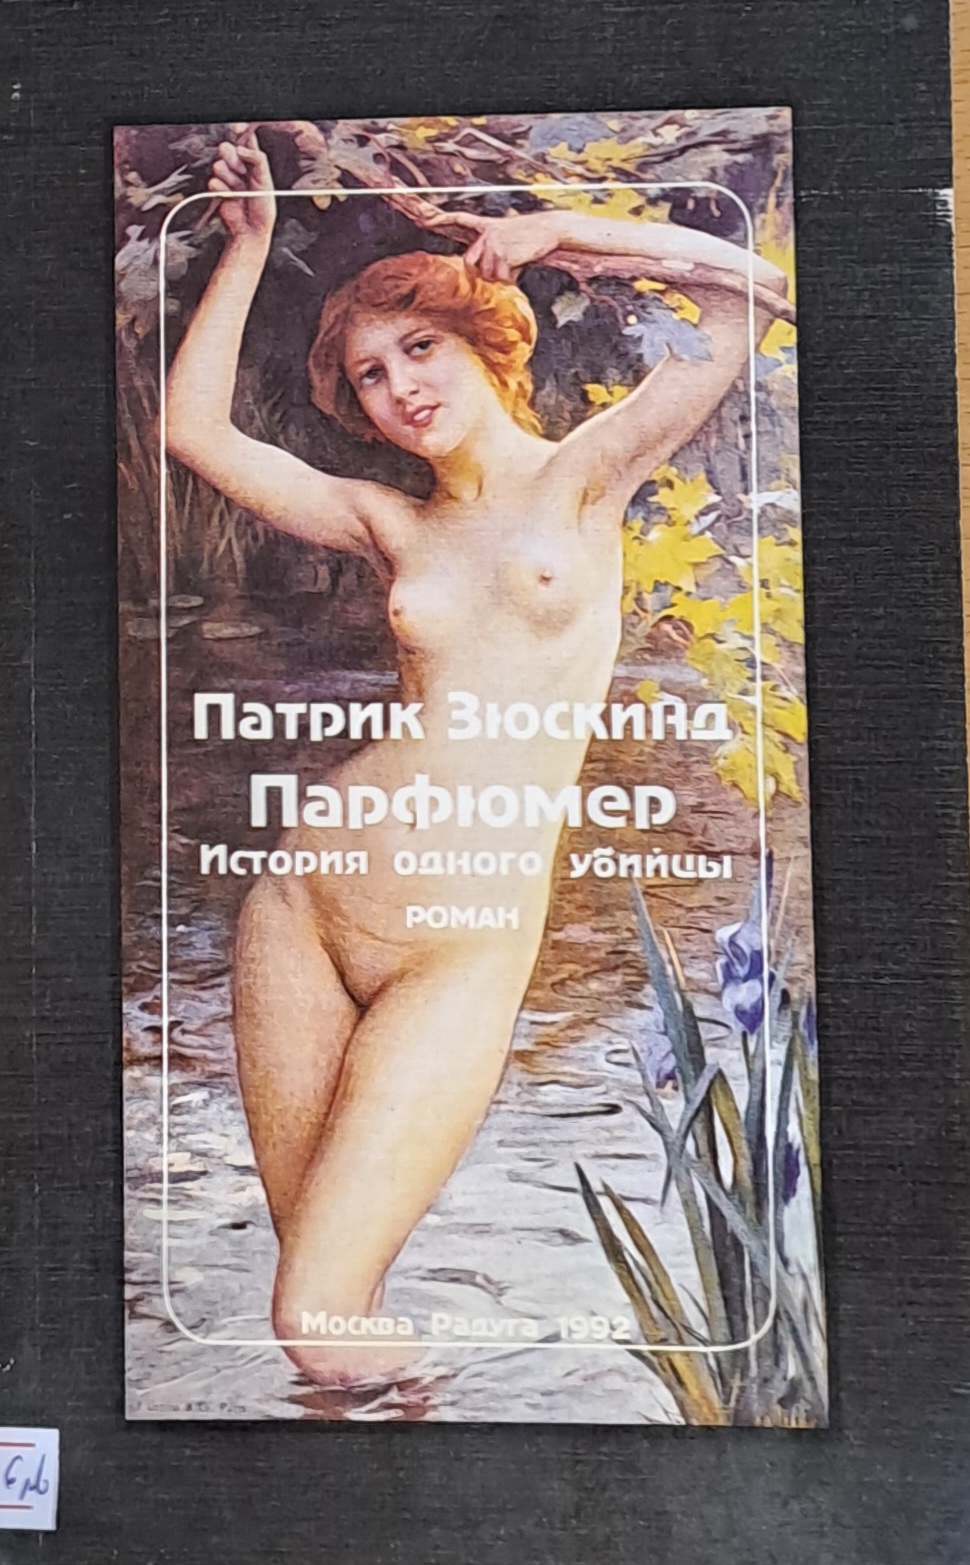 Патрик Зюскинд
Парфюмер
История одного убийцы
РОМАН
Москва Радуга 1992